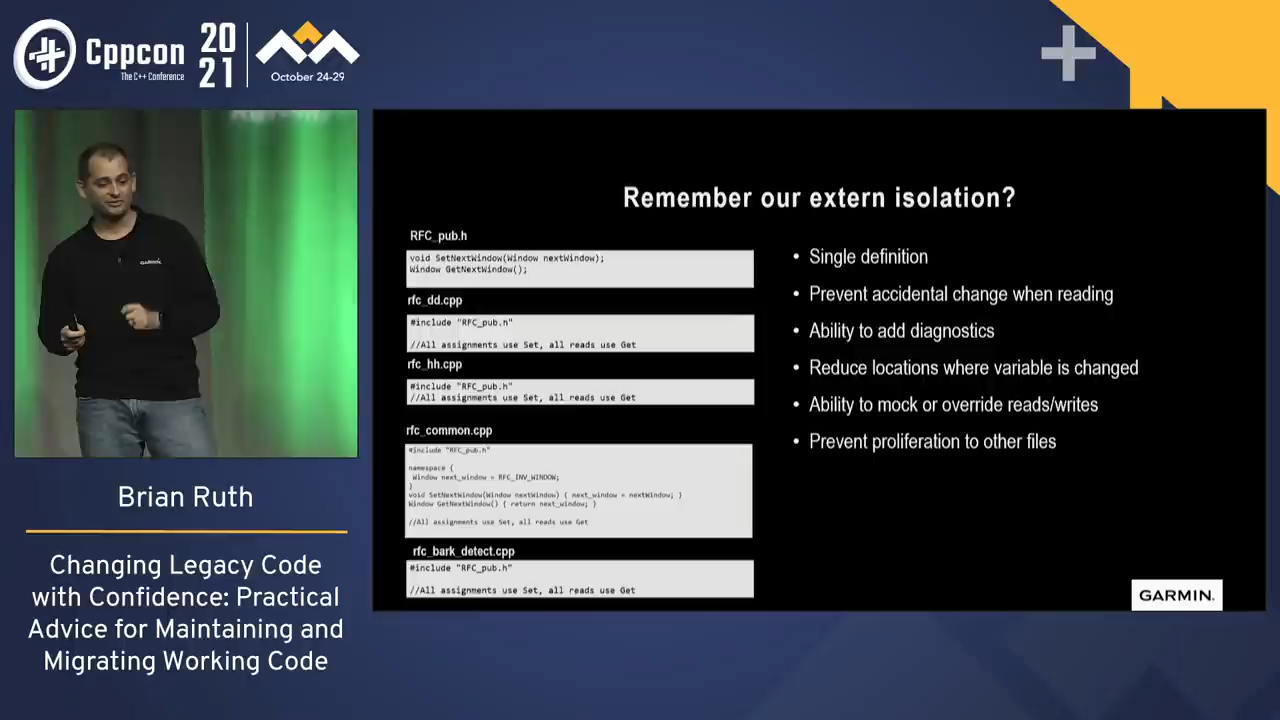 Cppcon
The C++ Conference
20
21
October 24-29
GARMIN
Remember our extern isolation?
RFC_pub.h
void SetNextWindow(Window nextWindow);
Window GetNextWindow();
rfc_dd.cpp
#include "RFC_pub.h"
//All assignments use Set, all reads use Get
rfc_hh.cpp
#include "RFC_pub.h"
//All assignments use Set, all reads use Get
rfc_common.cpp
#include "RFC_pub.h"
namespace {
Window next_window = RFC_INV_WINDOW;
}
void SetNextWindow(Window nextWindow) { next_window = nextWindow; }
Window GetNextWindow() { return next_window; }
//All assignments use Set, all reads use Get
rfc_bark_detect.cpp
#include "RFC_pub.h"
//All assignments use Set, all reads use Get
• Single definition
• Prevent accidental change when reading
• Ability to add diagnostics
• Reduce locations where variable is changed
• Ability to mock or override reads/writes
• Prevent proliferation to other files
GARMIN.
Brian Ruth
Changing Legacy Code
with Confidence: Practical
Advice for Maintaining and
Migrating Working Code